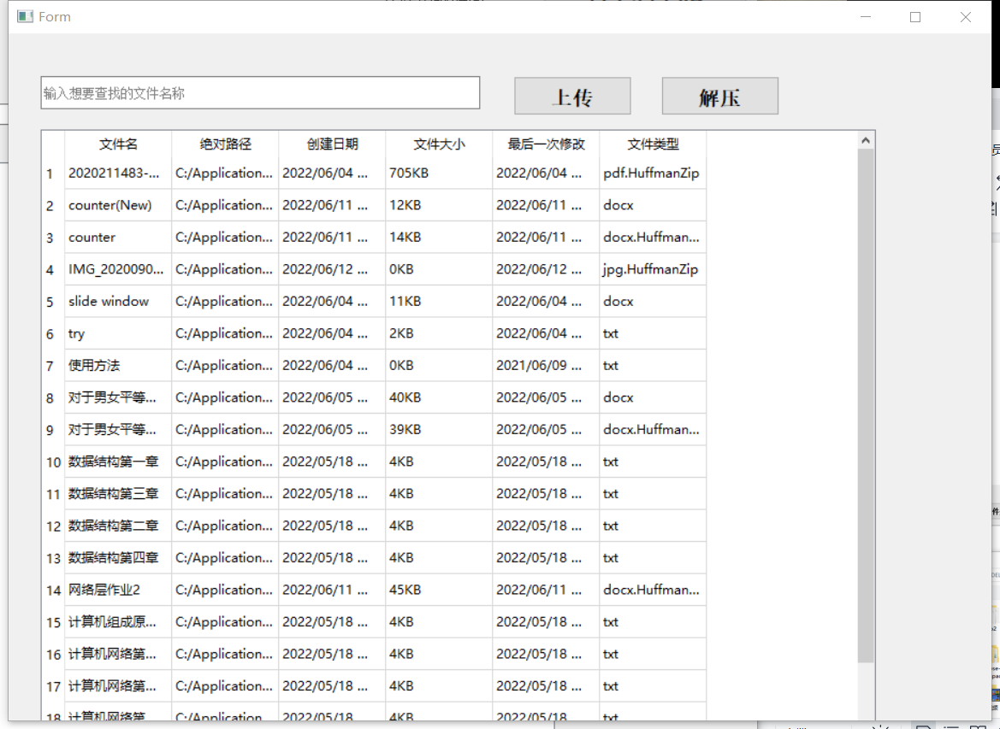 Form
输入想要查找的文件名称 上传 解压
文件名 绝对路径 创建日期 文件大小 最后一次修改 文件类型
1 2020211483-... C:/Application... 2022/06/04 ... 705KB 2022/06/04 ... pdf.HuffmanZip
2 counter(New) C:/Application... 2022/06/11 ... 12KB 2022/06/11 ... docx
3 counter C:/Application... 2022/06/11 ... 14KB 2022/06/11 ... docx.Huffman...
4 IMG_2020090... C:/Application... 2022/06/12 ... 0KB 2022/06/12 ... jpg.HuffmanZip
5 slide window C:/Application... 2022/06/04 ... 11KB 2022/06/04 ... docx
6 try C:/Application... 2022/06/04 ... 2KB 2022/06/04 ... txt
7 使用方法 C:/Application... 2022/06/04 ... 0KB 2021/06/09 ... txt
8 对于男女平等... C:/Application... 2022/06/05 ... 40KB 2022/06/05 ... docx
9 对于男女平等... C:/Application... 2022/06/05 ... 39KB 2022/06/05 ... docx.Huffman...
10 数据结构第一章 C:/Application... 2022/05/18 ... 4KB 2022/05/18 ... txt
11 数据结构第三章 C:/Application... 2022/05/18 ... 4KB 2022/05/18 ... txt
12 数据结构第二章 C:/Application... 2022/05/18 ... 4KB 2022/05/18 ... txt
13 数据结构第四章 C:/Application... 2022/05/18 ... 4KB 2022/05/18 ... txt
14 网络层作业2 C:/Application... 2022/06/11 ... 45KB 2022/06/11 ... docx.Huffman...
15 计算机组成原... C:/Application... 2022/05/18 ... 4KB 2022/05/18 ... txt
16 计算机网络第... C:/Application... 2022/05/18 ... 4KB 2022/05/18 ... txt
17 计算机网络第... C:/Application... 2022/05/18 ... 4KB 2022/05/18 ... txt
18 计算机网络第... C:/Application... 2022/05/18 ... 4KB 2022/05/18 ... txt